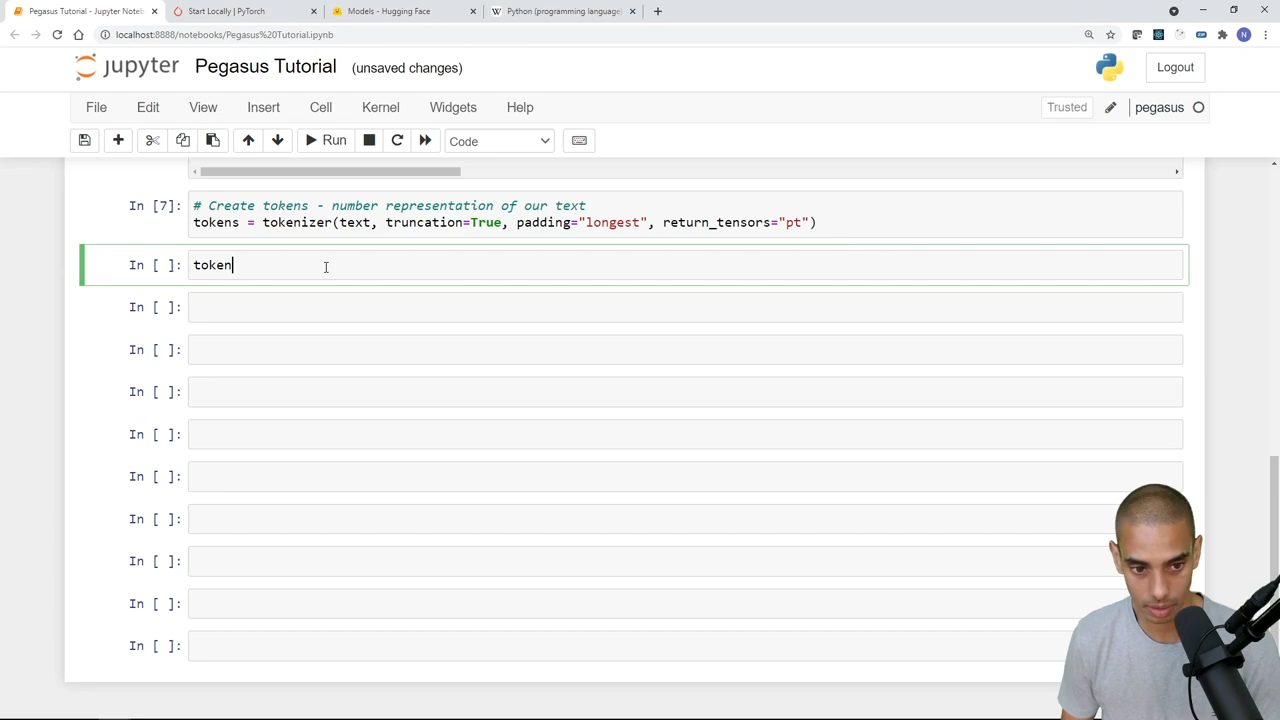 Pegasus Tutorial - Jupyter Noteb
Start Locally | PyTorch
Models - Hugging Face
Python (programming language)
localhost:8888/notebooks/Pegasus%20Tutorial.ipynb
N
jupyter Pegasus Tutorial (unsaved changes)
Logout
File Edit View Insert Cell Kernel Widgets Help
Trusted
pegasus
Run
Code
In [7]:
# Create tokens - number representation of our text
tokens = tokenizer(text, truncation=True, padding="longest", return_tensors="pt")
In [ ]: token
In [ ]:
In [ ]:
In [ ]:
In [ ]:
In [ ]:
In [ ]:
In [ ]:
In [ ]:
In [ ]: